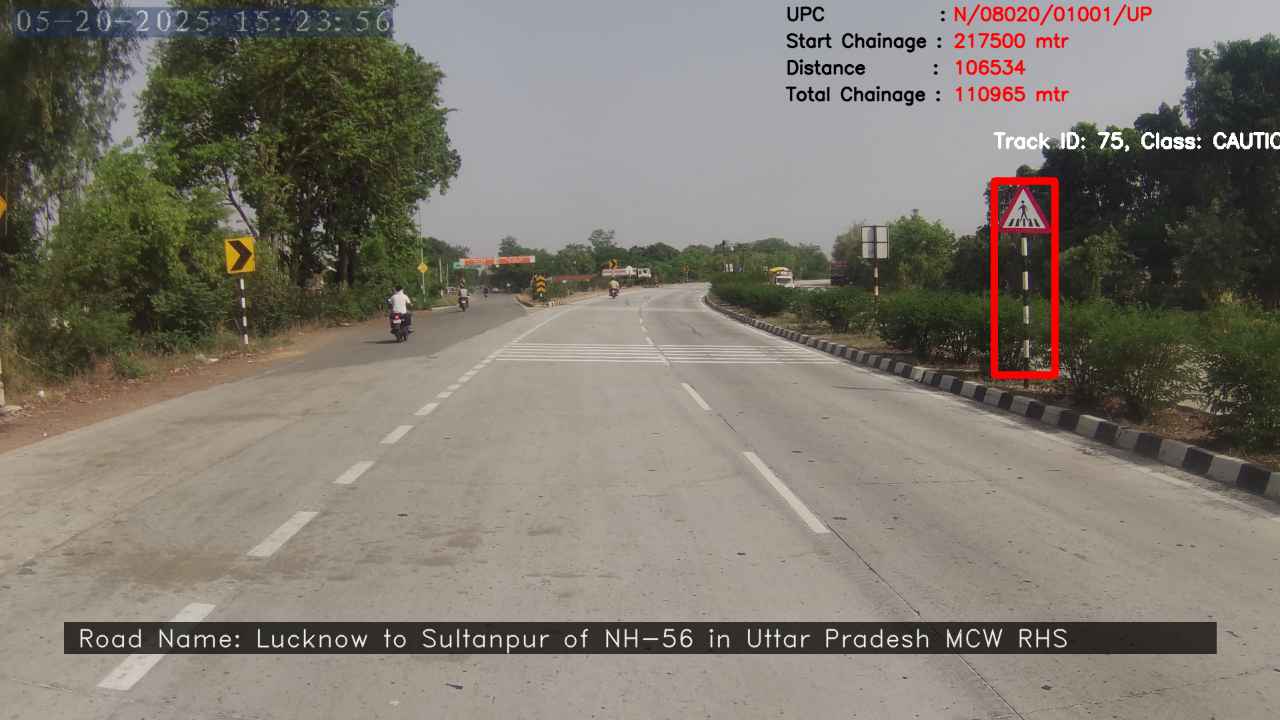 05-20-2025 15:23:56
UPC : N/08020/01001/UP
Start Chainage : 217500 mtr
Distance : 106534
Total Chainage : 110965 mtr
Track ID: 75, Class: CAUTIO
Road Name: Lucknow to Sultanpur of NH-56 in Uttar Pradesh MCW RHS